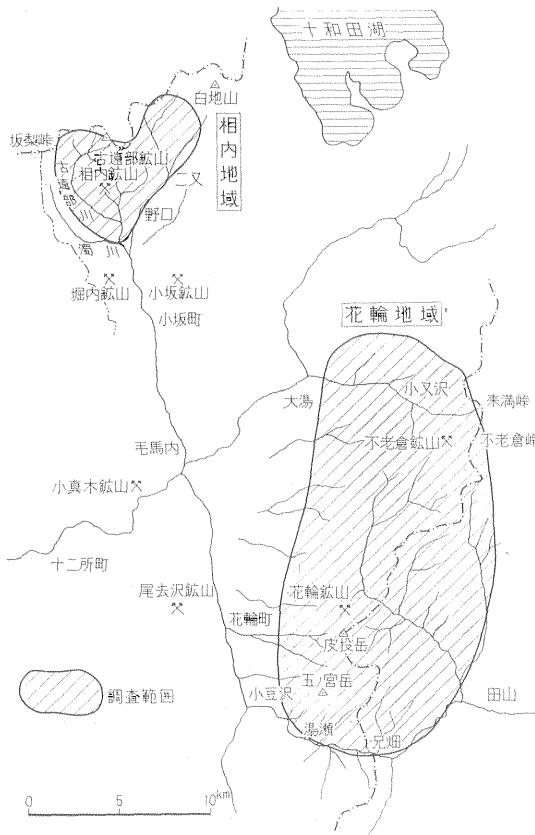 十和田湖
白地山
相内地域
坂梨峠
古遠部鉱山
相内鉱山
古遠部川
二又
野口
濁川
堀内鉱山
小坂鉱山
小坂町
花輪地域
大湯
小又沢
来満峠
不老倉鉱山
不老倉峠
毛馬内
小真木鉱山
十二所町
尾去沢鉱山
花輪鉱山
花輪町
皮投岳
五ノ宮岳
小豆沢
田山
湯瀬
兄畑
調査範囲
0 5 10km